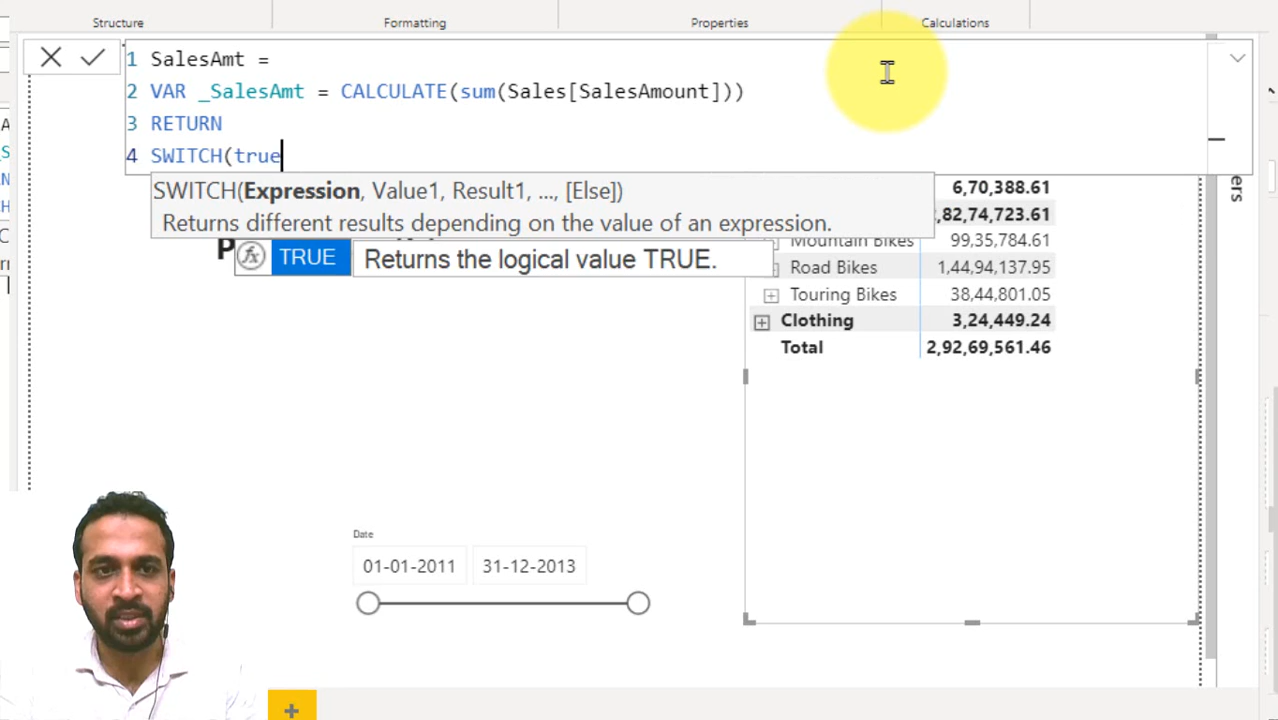 Structure Formatting Properties Calculations
1 SalesAmt =
2 VAR _SalesAmt = CALCULATE(sum(Sales[SalesAmount]))
3 RETURN
4 SWITCH(true
SWITCH(Expression, Value1, Result1, ..., [Else])
Returns different results depending on the value of an expression.
TRUE Returns the logical value TRUE.
6,70,388.61
,82,74,723.61
Mountain Bikes 99,35,784.61
Road Bikes 1,44,94,137.95
Touring Bikes 38,44,801.05
Clothing 3,24,449.24
Total 2,92,69,561.46
Date
01-01-2011 31-12-2013